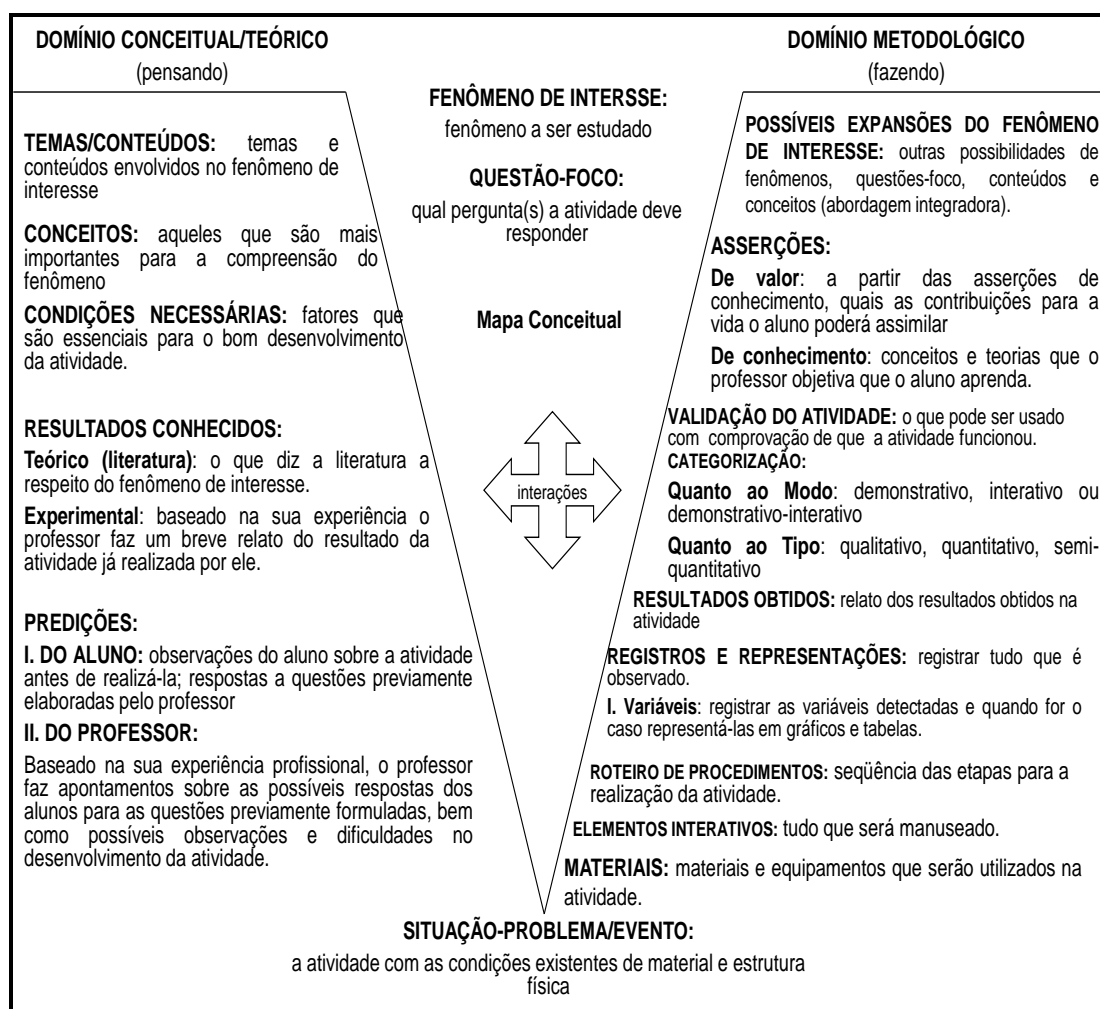 DOMÍNIO CONCEITUAL/TEÓRICO
(pensando)
TEMAS/CONTEÚDOS: temas e
conteúdos envolvidos no fenômeno de
interesse
CONCEITOS: aqueles que são mais
importantes para a compreensão do
fenômeno
CONDIÇÕES NECESSÁRIAS: fatores que
são essenciais para o bom desenvolvimento
da atividade.
RESULTADOS CONHECIDOS:
Teórico (literatura): o que diz a literatura a
respeito do fenômeno de interesse.
Experimental: baseado na sua experiência o
professor faz um breve relato do resultado da
atividade já realizada por ele.
PREDIÇÕES:
I. DO ALUNO: observações do aluno sobre a atividade
antes de realizá-la; respostas a questões previamente
elaboradas pelo professor
II. DO PROFESSOR:
Baseado na sua experiência profissional, o professor
faz apontamentos sobre as possíveis respostas dos
alunos para as questões previamente formuladas, bem
como possíveis observações e dificuldades no
desenvolvimento da atividade.
FENÔMENO DE INTERSSE:
fenômeno a ser estudado
QUESTÃO-FOCO:
qual pergunta(s) a atividade deve
responder
Mapa Conceitual
interações
DOMÍNIO METODOLÓGICO
(fazendo)
POSSÍVEIS EXPANSÕES DO FENÔMENO
DE INTERESSE: outras possibilidades de
fenômenos, questões-foco, conteúdos e
conceitos (abordagem integradora).
ASSERÇÕES:
De valor: a partir das asserções de
conhecimento, quais as contribuições para a
vida o aluno poderá assimilar
De conhecimento: conceitos e teorias que o
professor objetiva que o aluno aprenda.
VALIDAÇÃO DO ATIVIDADE: o que pode ser usado
com comprovação de que a atividade funcionou.
CATEGORIZAÇÃO:
Quanto ao Modo: demonstrativo, interativo ou
demonstrativo-interativo
Quanto ao Tipo: qualitativo, quantitativo, semi-
quantitativo
RESULTADOS OBTIDOS: relato dos resultados obtidos na
atividade
REGISTROS E REPRESENTAÇÕES: registrar tudo que é
observado.
I. Variáveis: registrar as variáveis detectadas e quando for o
caso representá-las em gráficos e tabelas.
ROTEIRO DE PROCEDIMENTOS: seqüência das etapas para a
realização da atividade.
ELEMENTOS INTERATIVOS: tudo que será manuseado.
MATERIAIS: materiais e equipamentos que serão utilizados na
atividade.
SITUAÇÃO-PROBLEMA/EVENTO:
a atividade com as condições existentes de material e estrutura
física